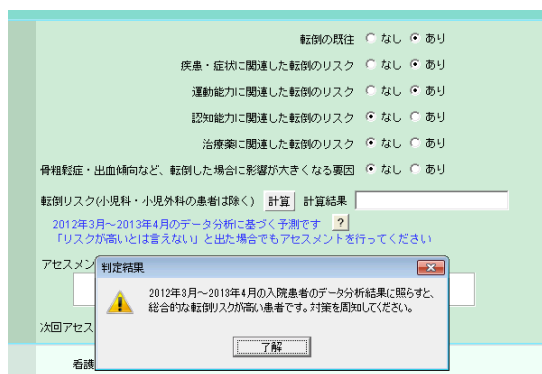 転倒の既往 なし あり
疾患・症状に関連した転倒のリスク なし あり
運動能力に関連した転倒のリスク なし あり
認知能力に関連した転倒のリスク なし あり
治療薬に関連した転倒のリスク なし あり
骨粗鬆症・出血傾向など、転倒した場合に影響が大きくなる要因 なし あり
転倒リスク(小児科・小児外科の患者は除く) 計算 計算結果
2012年3月～2013年4月のデータ分析に基づく予測です ?
「リスクが高いとは言えない」と出た場合でもアセスメントを行ってください
アセスメン
判定結果
2012年3月～2013年4月の入院患者のデータ分析結果に照らすと、
総合的な転倒リスクが高い患者です。対策を周知してください。
了解
次回アセス
看護